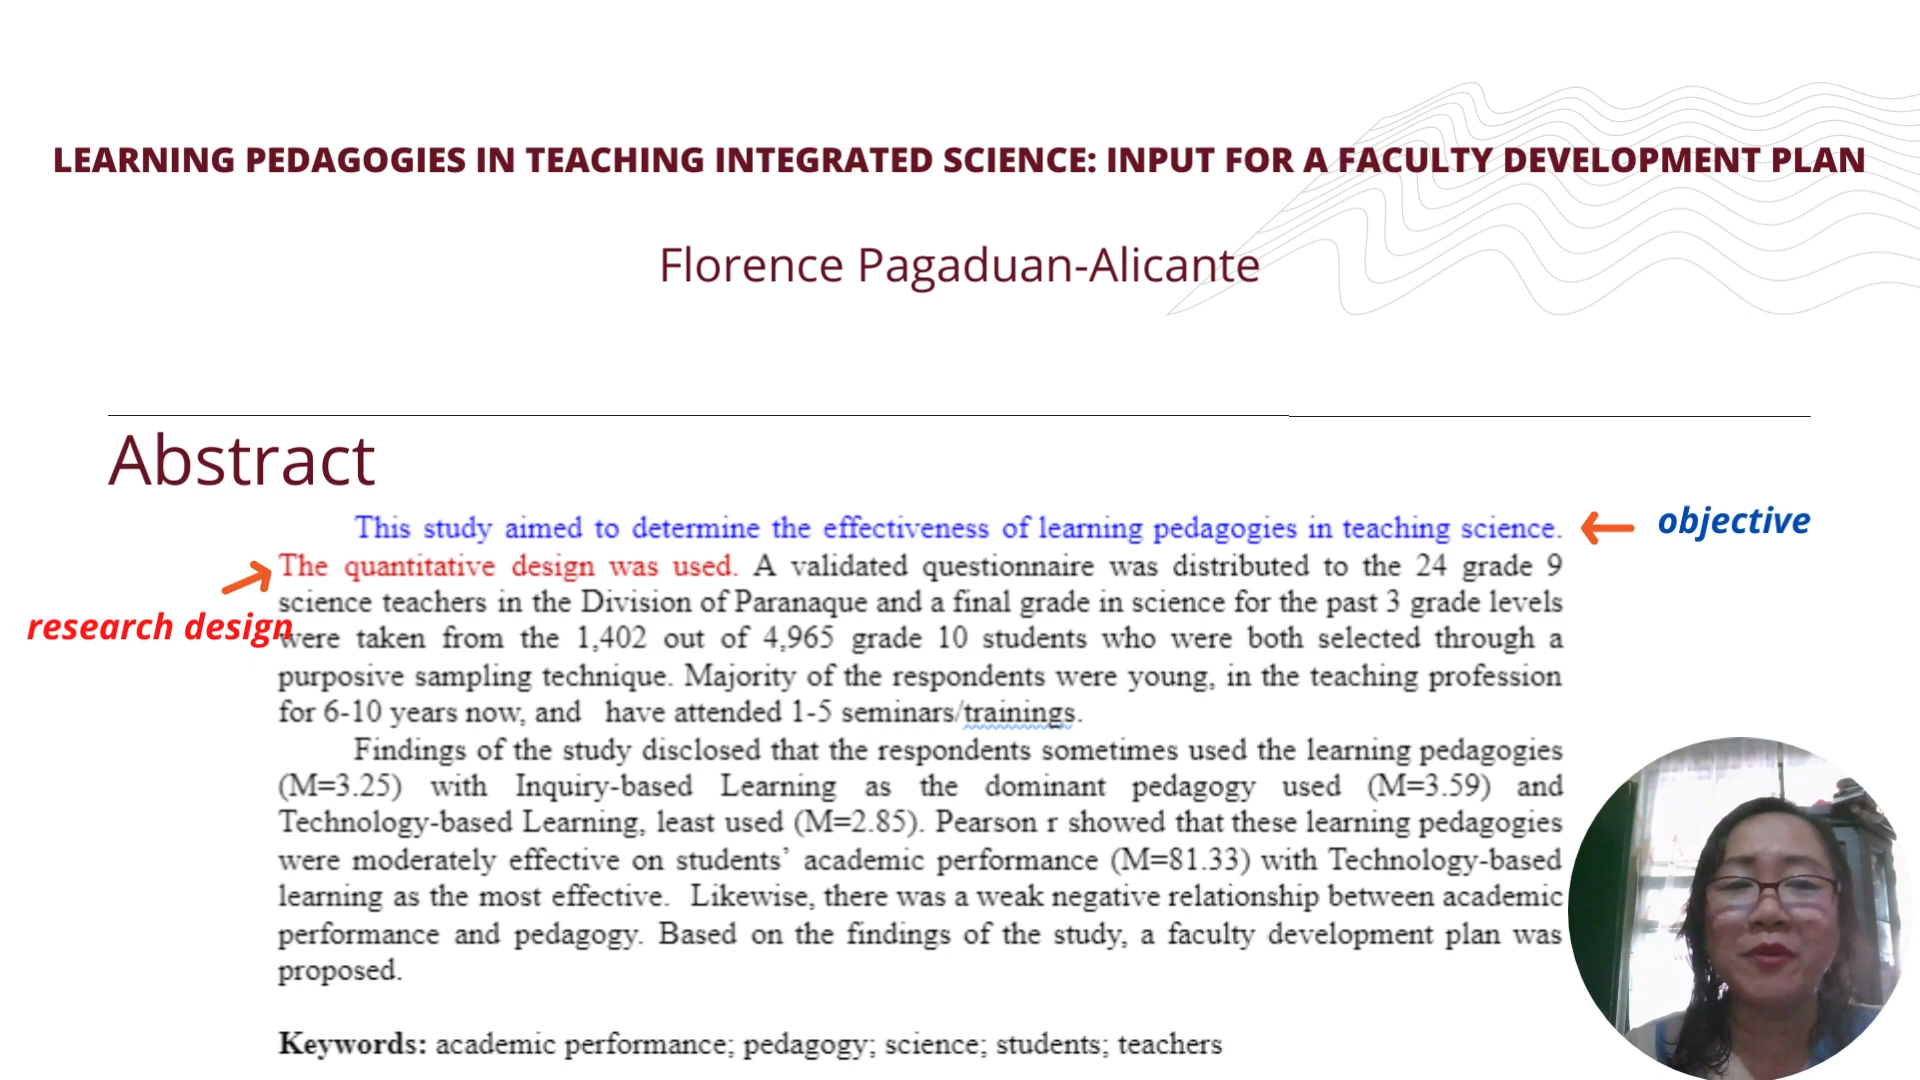 LEARNING PEDAGOGIES IN TEACHING INTEGRATED SCIENCE: INPUT FOR A FACULTY DEVELOPMENT PLAN
Florence Pagaduan-Alicante
Abstract
This study aimed to determine the effectiveness of learning pedagogies in teaching science.
objective
The quantitative design was used. A validated questionnaire was distributed to the 24 grade 9
research design
science teachers in the Division of Paranaque and a final grade in science for the past 3 grade levels
were taken from the 1,402 out of 4,965 grade 10 students who were both selected through a
purposive sampling technique. Majority of the respondents were young, in the teaching profession
for 6-10 years now, and have attended 1-5 seminars/trainings.
Findings of the study disclosed that the respondents sometimes used the learning pedagogies
(M=3.25) with Inquiry-based Learning as the dominant pedagogy used (M=3.59) and
Technology-based Learning, least used (M=2.85). Pearson r showed that these learning pedagogies
were moderately effective on students’ academic performance (M=81.33) with Technology-based
learning as the most effective. Likewise, there was a weak negative relationship between academic
performance and pedagogy. Based on the findings of the study, a faculty development plan was
proposed.
Keywords: academic performance; pedagogy; science; students; teachers